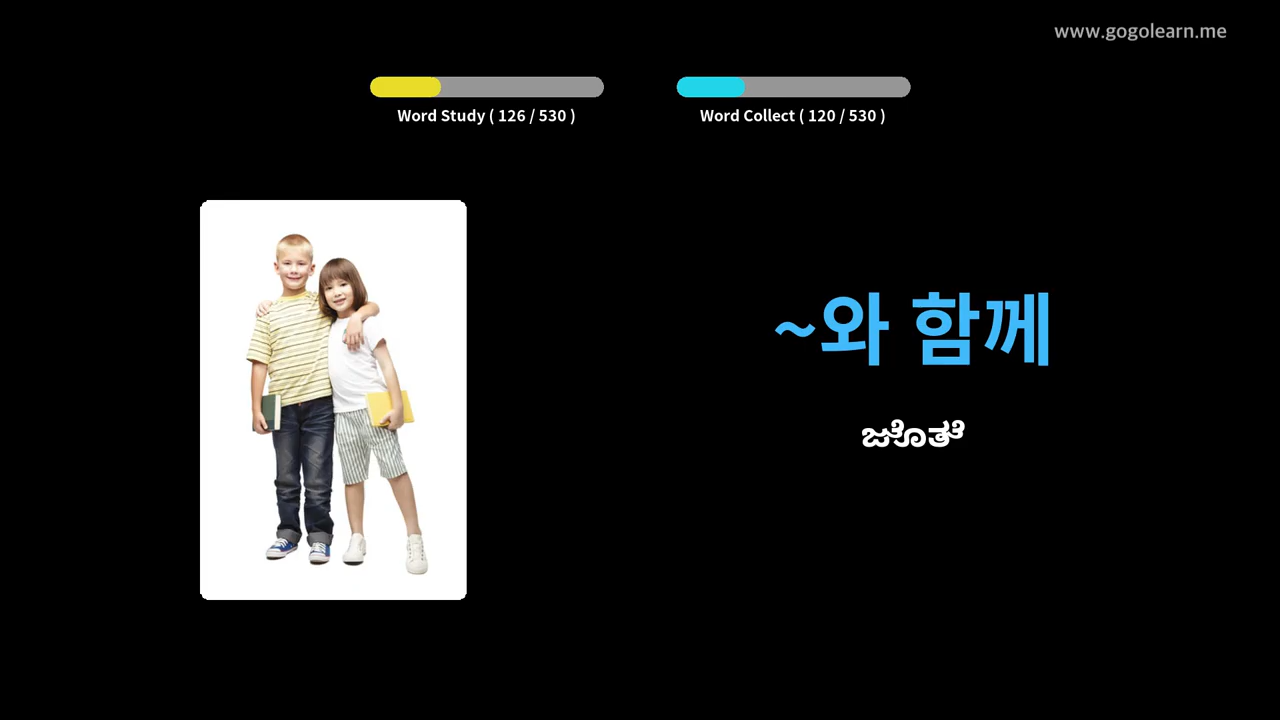 www.gogolearn.me
Word Study ( 126 / 530 )
Word Collect ( 120 / 530 )
~와 함께
ಜೊತೆ